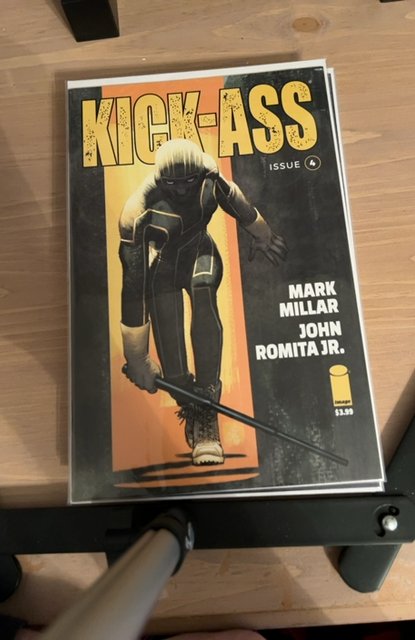 KICK-ASS
ISSUE 4
MARK
MILLAR
JOHN
ROMITA JR.
image
$3.99